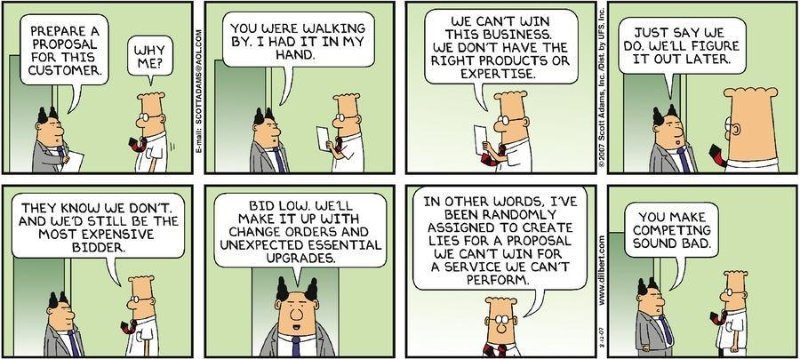 PREPARE A
PROPOSAL
FOR THIS
CUSTOMER.
WHY
ME?
E-mail: SCOTTADAMS@AOL.COM
YOU WERE WALKING
BY. I HAD IT IN MY
HAND.
WE CAN'T WIN
THIS BUSINESS.
WE DON'T HAVE THE
RIGHT PRODUCTS OR
EXPERTISE.
©2007 Scott Adams, Inc./Dist. by UFS, Inc.
JUST SAY WE
DO. WE'LL FIGURE
IT OUT LATER.
THEY KNOW WE DON'T.
AND WE'D STILL BE THE
MOST EXPENSIVE
BIDDER.
BID LOW. WE'LL
MAKE IT UP WITH
CHANGE ORDERS AND
UNEXPECTED ESSENTIAL
UPGRADES.
IN OTHER WORDS, I'VE
BEEN RANDOMLY
ASSIGNED TO CREATE
LIES FOR A PROPOSAL
WE CAN'T WIN FOR
A SERVICE WE CAN'T
PERFORM.
www.dilbert.com
YOU MAKE
COMPETING
SOUND BAD.